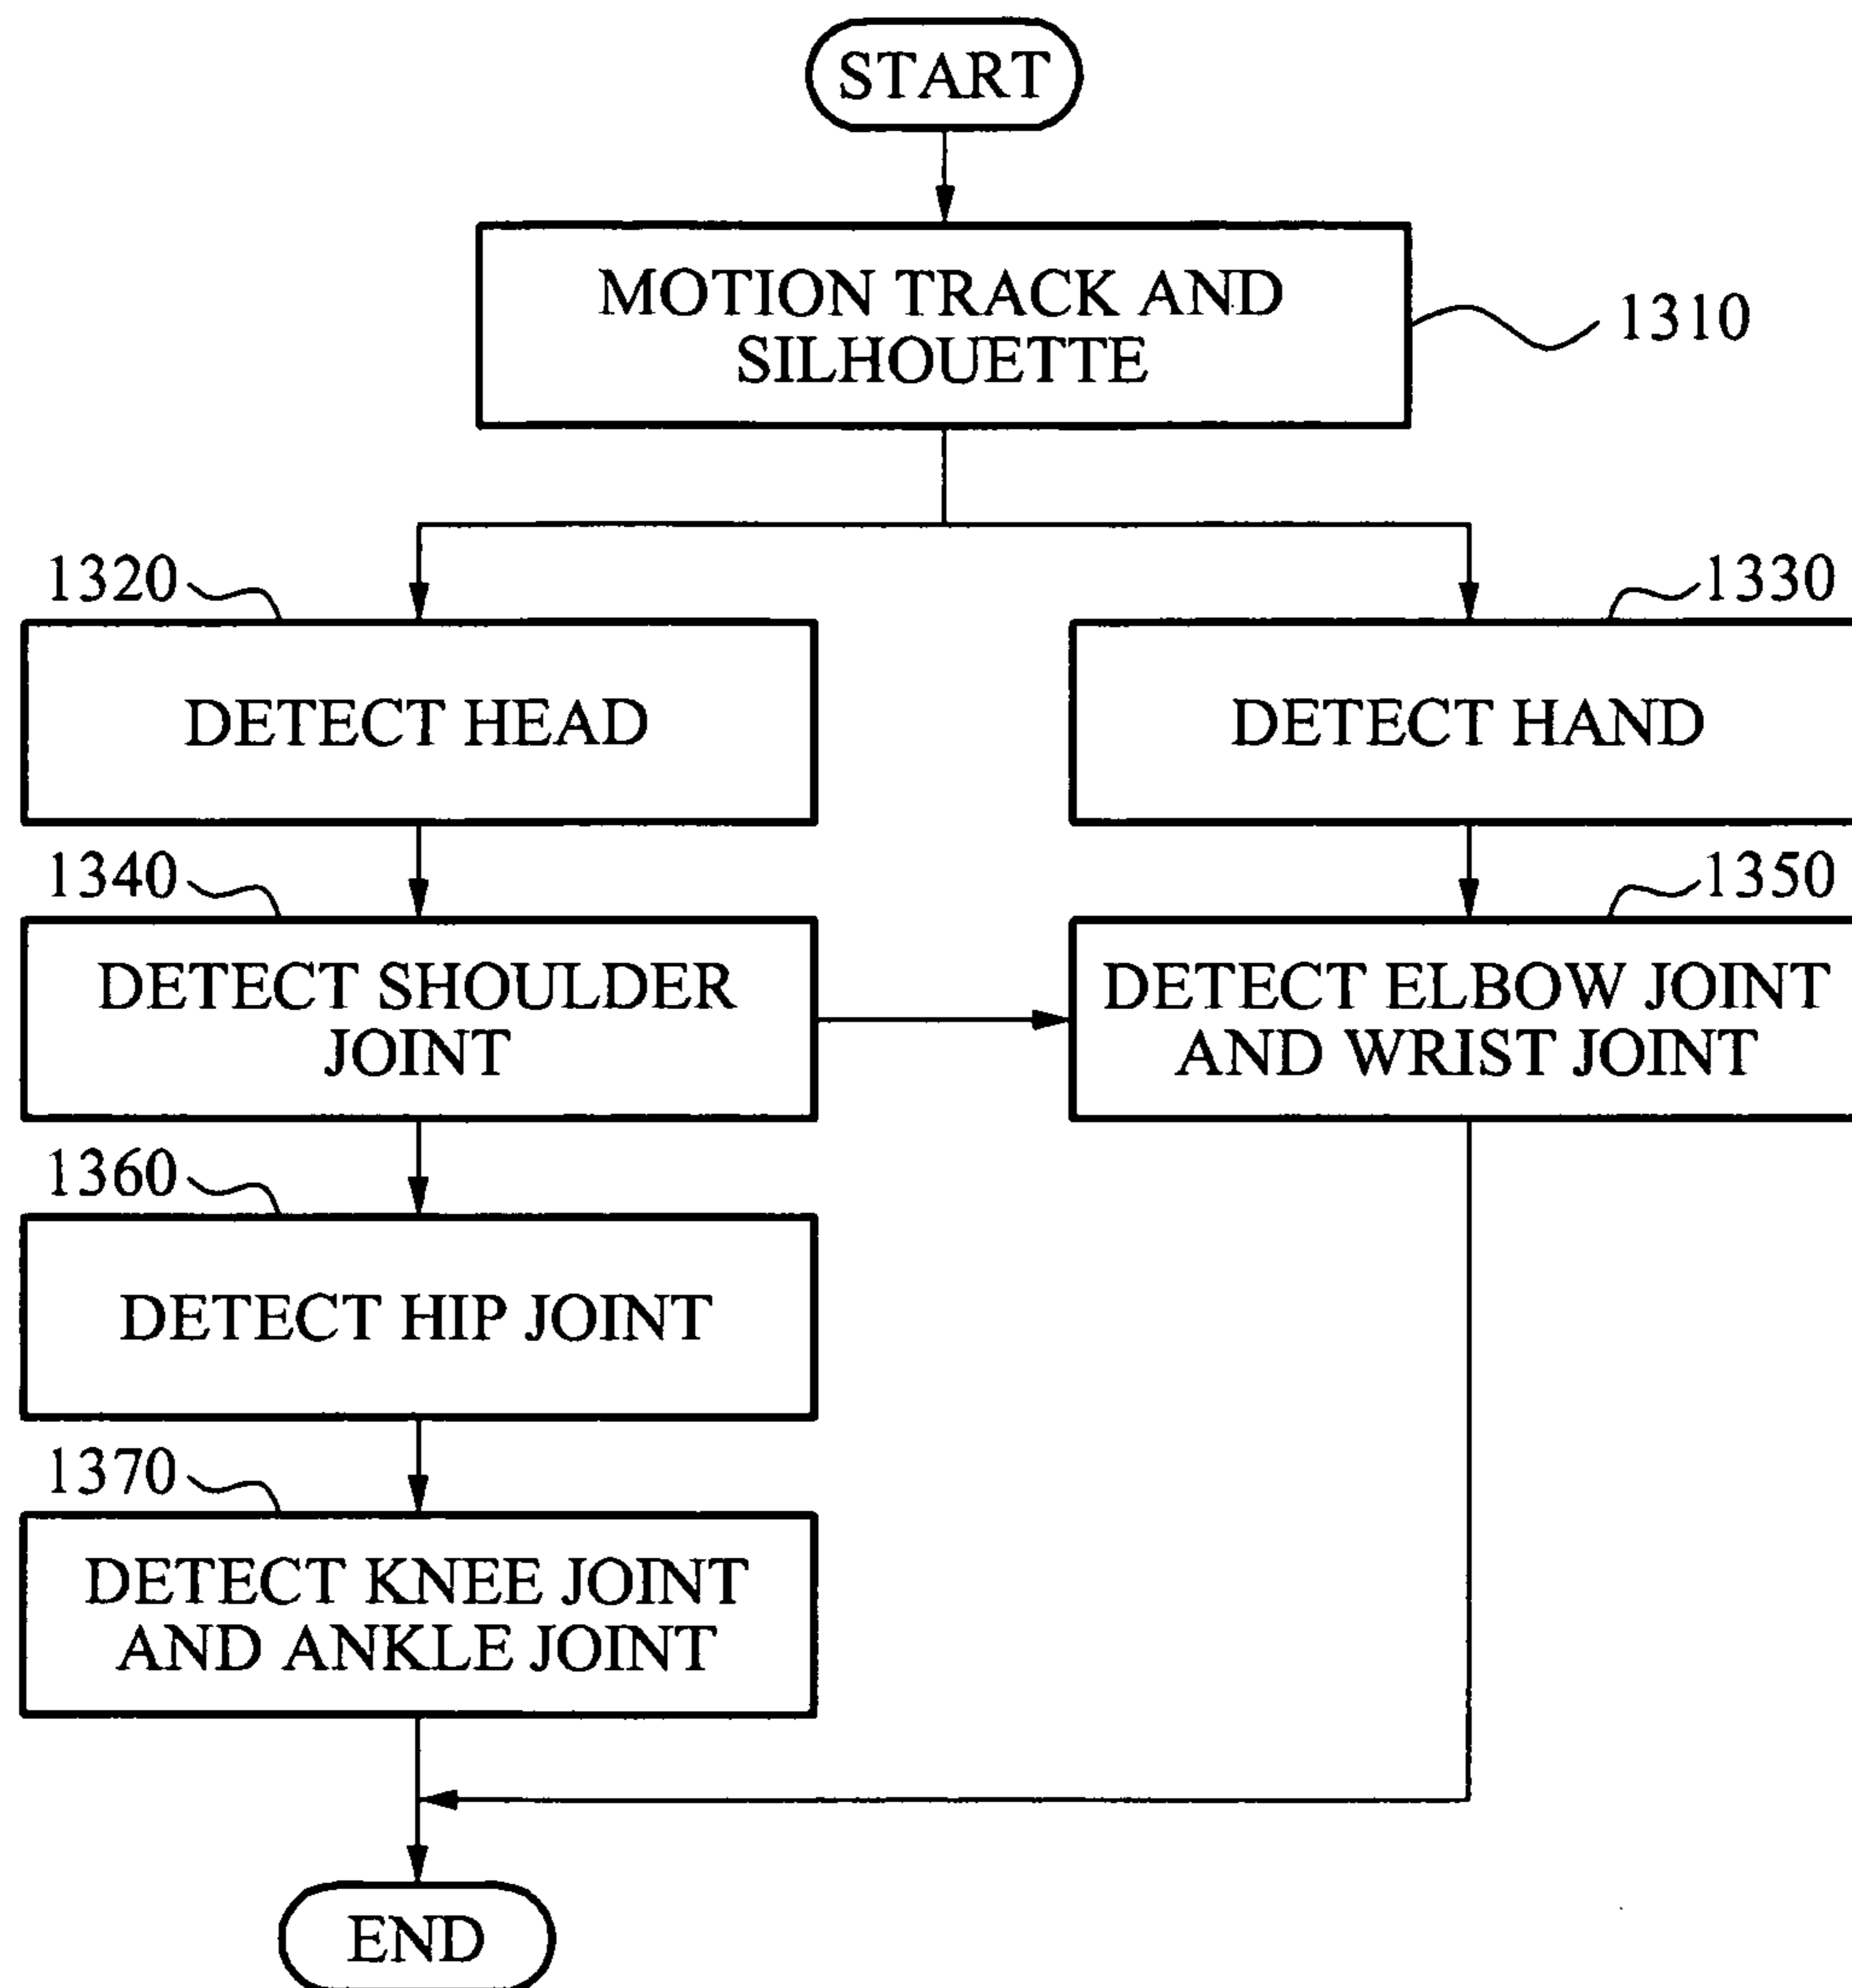 START
MOTION TRACK AND
SILHOUETTE
1310
1320
1330
DETECT HEAD
DETECT HAND
1340
1350
DETECT SHOULDER
JOINT
DETECT ELBOW JOINT
AND WRIST JOINT
1360
DETECT HIP JOINT
1370
DETECT KNEE JOINT
AND ANKLE JOINT
END